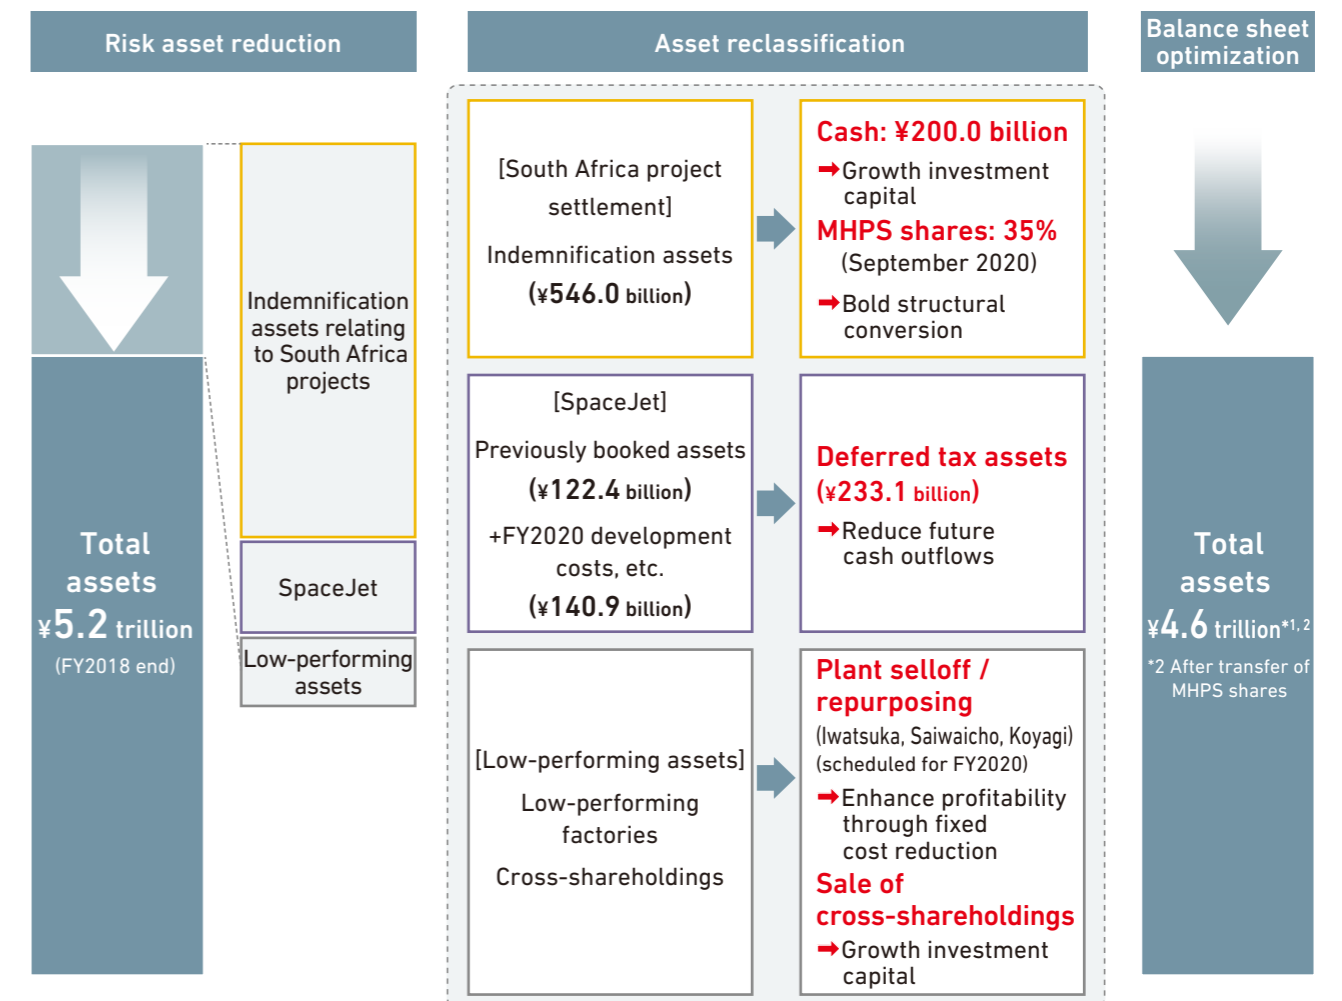 Risk asset reduction
Asset reclassification
Balance sheet
optimization
Total
assets
¥5.2 trillion
(FY2018 end)
Indemnification
assets relating
to South Africa
projects
SpaceJet
Low-performing
assets
[South Africa project
settlement]
Indemnification assets
(¥546.0 billion)
Cash: ¥200.0 billion
➡Growth investment
capital
MHPS shares: 35%
(September 2020)
➡Bold structural
conversion
[SpaceJet]
Previously booked assets
(¥122.4 billion)
+FY2020 development
costs, etc.
(¥140.9 billion)
Deferred tax assets
(¥233.1 billion)
➡Reduce future
cash outflows
[Low-performing assets]
Low-performing
factories
Cross-shareholdings
Plant selloff /
repurposing
(Iwatsuka, Saiwaicho, Koyagi)
(scheduled for FY2020)
➡Enhance profitability
through fixed
cost reduction
Sale of
cross-shareholdings
➡Growth investment
capital
Total
assets
¥4.6 trillion*1, 2
*2 After transfer of
MHPS shares